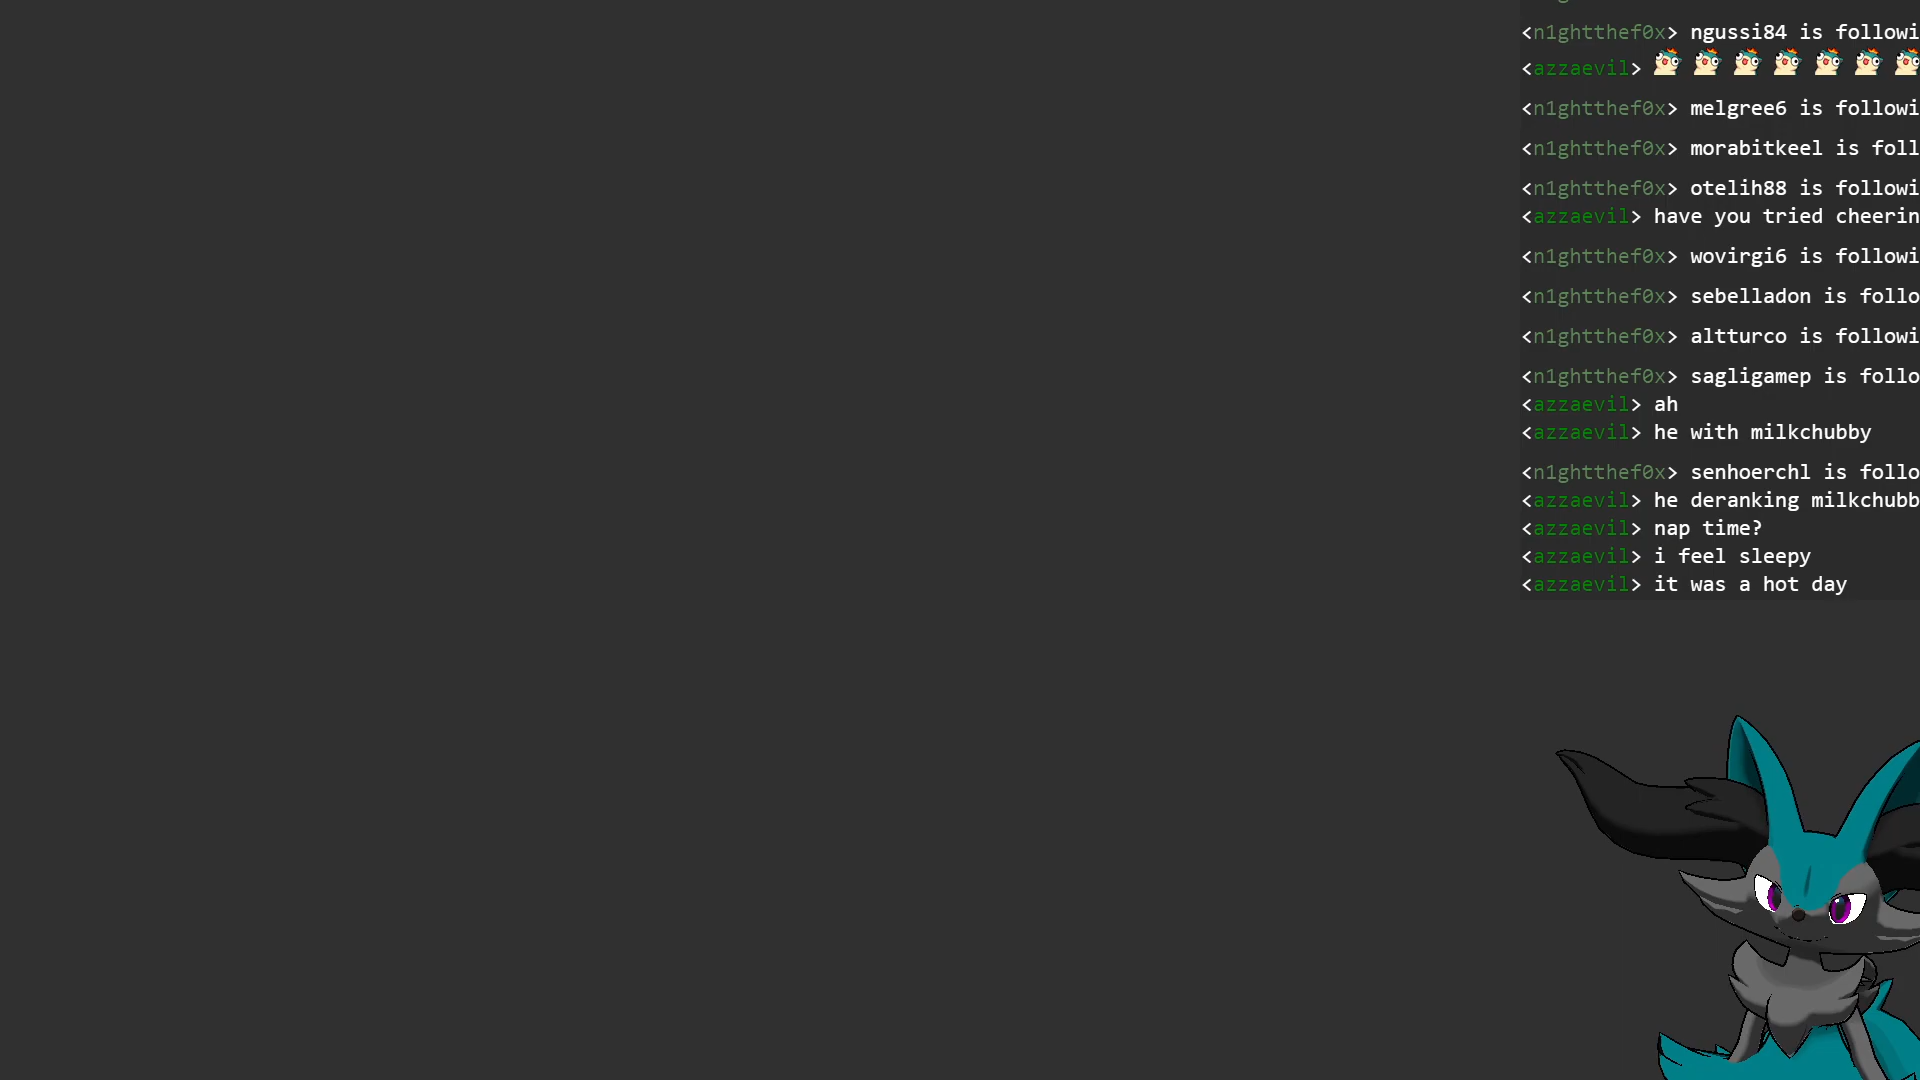 <n1ghtthef0x> ngussi84 is followi
<azzaevil>
<n1ghtthef0x> melgree6 is followi
<n1ghtthef0x> morabitkeel is foll
<n1ghtthef0x> otelih88 is followi
<azzaevil> have you tried cheerin
<n1ghtthef0x> wovirgi6 is followi
<n1ghtthef0x> sebelladon is follo
<n1ghtthef0x> altturco is followi
<n1ghtthef0x> sagligamep is follo
<azzaevil> ah
<azzaevil> he with milkchubby
<n1ghtthef0x> senhoerchl is follo
<azzaevil> he deranking milkchubb
<azzaevil> nap time?
<azzaevil> i feel sleepy
<azzaevil> it was a hot day